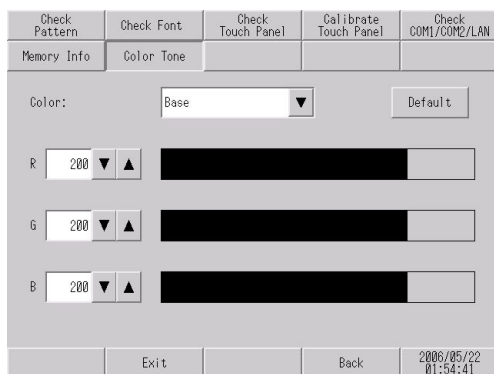 Check Pattern
Check Font
Check Touch Panel
Calibrate Touch Panel
Check COM1/COM2/LAN
Memory Info
Color Tone
Color:
Base
Default
R
200
G
200
B
200
Exit
Back
2006/05/22
01:54:41